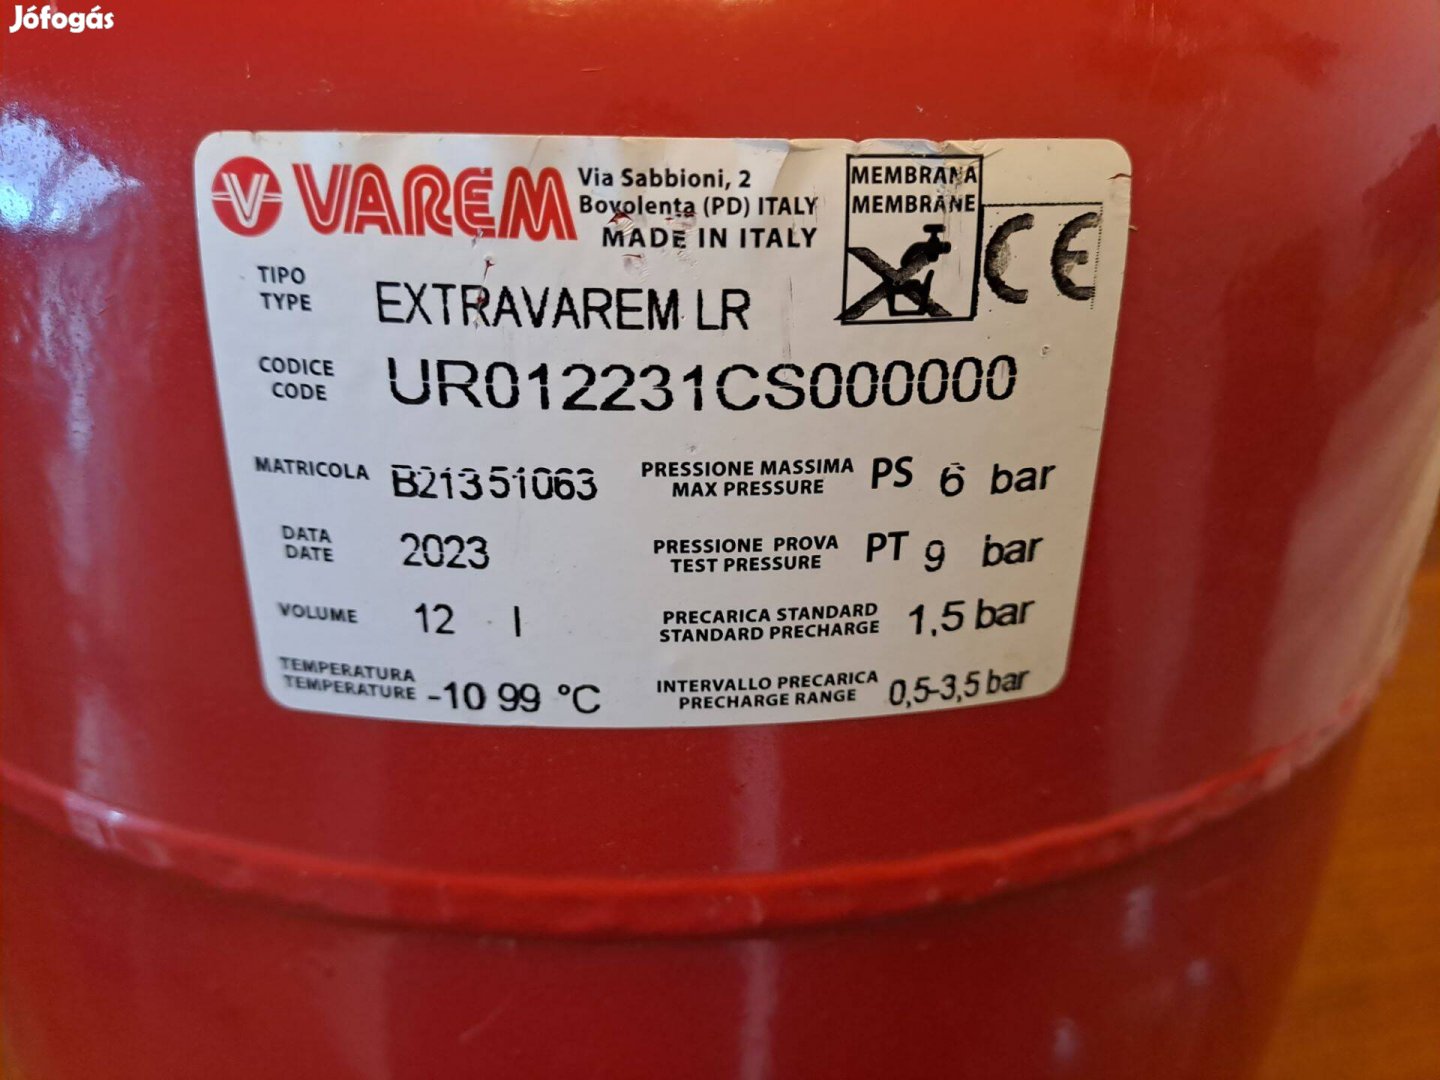 Jófogás
VAREM
Via Sabbioni, 2
Bovolenta (PD) ITALY
MADE IN ITALY
MEMBRANA
MEMBRANE
CE
TIPO
TYPE
EXTRAVAREM LR
CODICE
CODE
UR012231CS000000
MATRICOLA B21351063
PRESSIONE MASSIMA
MAX PRESSURE
PS 6 bar
DATA
DATE
2023
PRESSIONE PROVA
TEST PRESSURE
PT 9 bar
VOLUME 12 l
PRECARICA STANDARD
STANDARD PRECHARGE
1,5 bar
TEMPERATURA
TEMPERATURE
-10 99 °C
INTERVALLO PRECARICA
PRECHARGE RANGE
0,5-3,5 bar